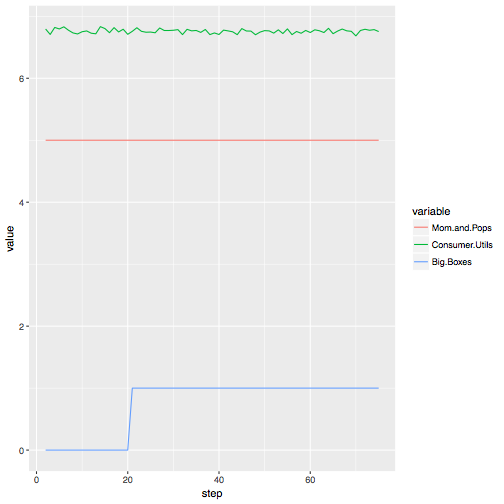 6
4
2
0
value
0
20
40
60
step
variable
Mom.and.Pops
Consumer.Utils
Big.Boxes